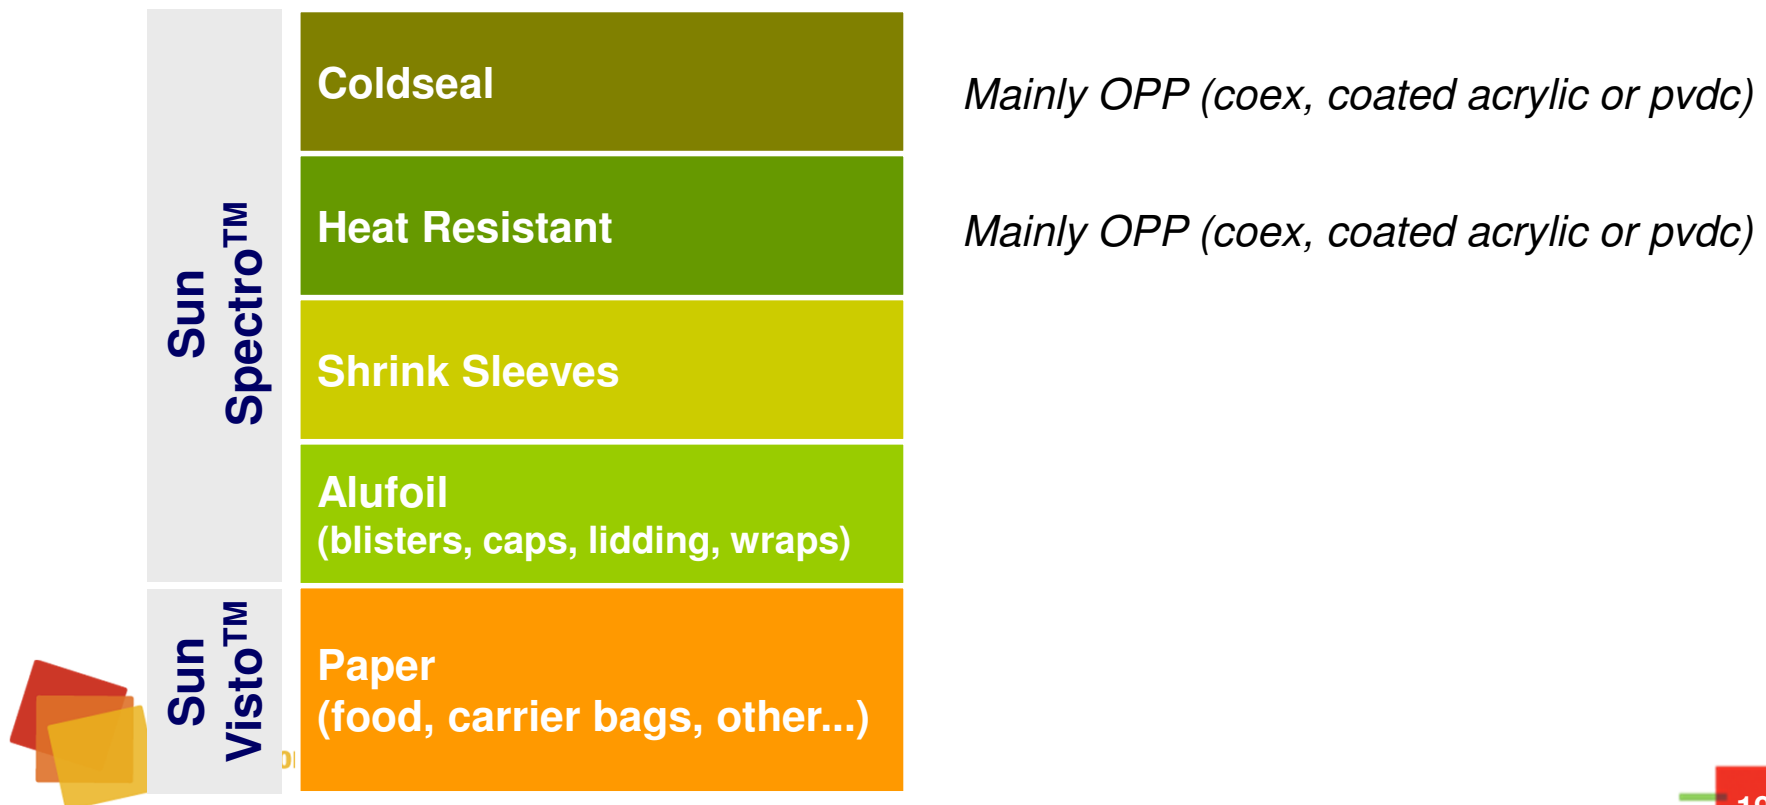 Coldseal
Mainly OPP (coex, coated acrylic or pvdc)
Heat Resistant
Mainly OPP (coex, coated acrylic or pvdc)
Sun
Spectro™
Shrink Sleeves
Alufoil
(blisters, caps, lidding, wraps)
Sun
Visto™
Paper
(food, carrier bags, other...)